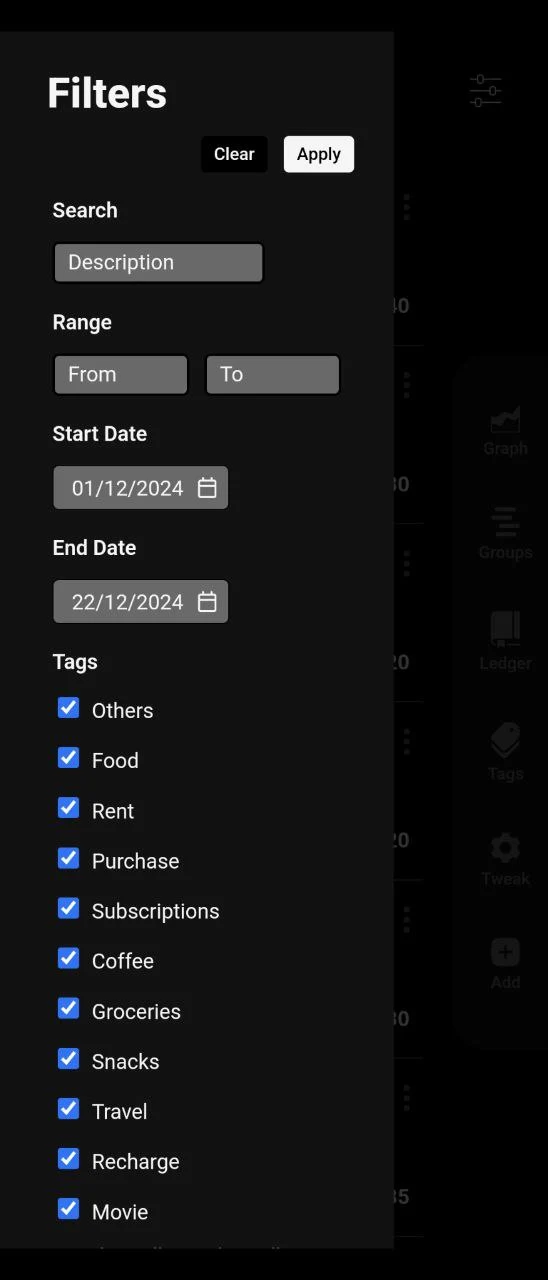 Filters
Clear Apply
Search
Description
Range
From To
Start Date
01/12/2024
End Date
22/12/2024
Tags
Others
Food
Rent
Purchase
Subscriptions
Coffee
Groceries
Snacks
Travel
Recharge
Movie
40
30
20
20
30
35
Graph
Groups
Ledger
Tags
Tweak
Add